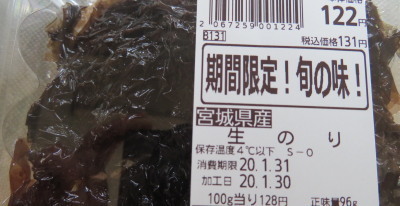 2067259001224
122円
8131
税込価格131円
期間限定!旬の味!
宮城県産
生のり
保存温度4℃以下 S-0
消費期限 20.1.31
加工日 20.1.30
100g当り128円 正味量96g